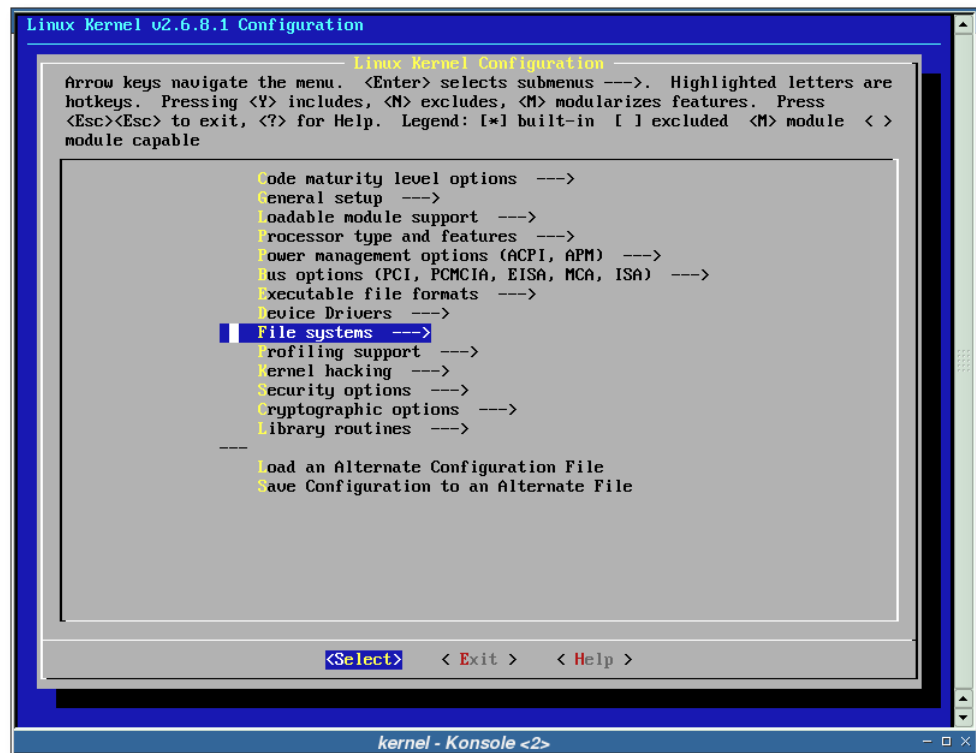 Linux Kernel v2.6.8.1 Configuration
Linux Kernel Configuration
Arrow keys navigate the menu.  <Enter> selects submenus --->.  Highlighted letters are
hotkeys.  Pressing <Y> includes, <N> excludes, <M> modularizes features.  Press
<Esc><Esc> to exit, <?> for Help.  Legend: [*] built-in  [ ] excluded  <M> module  < >
module capable
Code maturity level options  --->
General setup  --->
Loadable module support  --->
Processor type and features  --->
Power management options (ACPI, APM)  --->
Bus options (PCI, PCMCIA, EISA, MCA, ISA)  --->
Executable file formats  --->
Device Drivers  --->
File systems  --->
Profiling support  --->
Kernel hacking  --->
Security options  --->
Cryptographic options  --->
Library routines  --->
---
Load an Alternate Configuration File
Save Configuration to an Alternate File
<Select>    < Exit >    < Help >
kernel - Konsole <2>